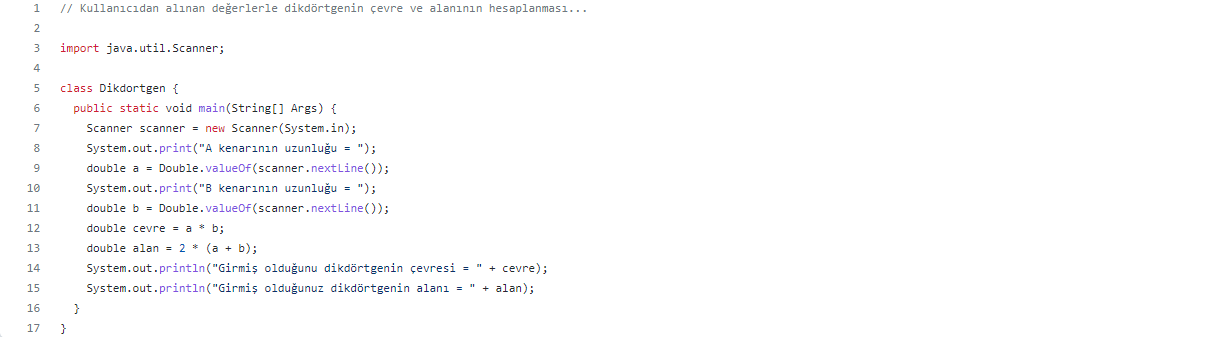 1 // Kullanıcıdan alınan değerlerle dikdörtgenin çevre ve alanının hesaplanması...
2
3 import java.util.Scanner;
4
5 class Dikdortgen {
6   public static void main(String[] Args) {
7     Scanner scanner = new Scanner(System.in);
8     System.out.print("A kenarının uzunluğu = ");
9     double a = Double.valueOf(scanner.nextLine());
10     System.out.print("B kenarının uzunluğu = ");
11     double b = Double.valueOf(scanner.nextLine());
12     double cevre = a * b;
13     double alan = 2 * (a + b);
14     System.out.println("Girmiş olduğunu dikdörtgenin çevresi = " + cevre);
15     System.out.println("Girmiş olduğunuz dikdörtgenin alanı = " + alan);
16   }
17 }